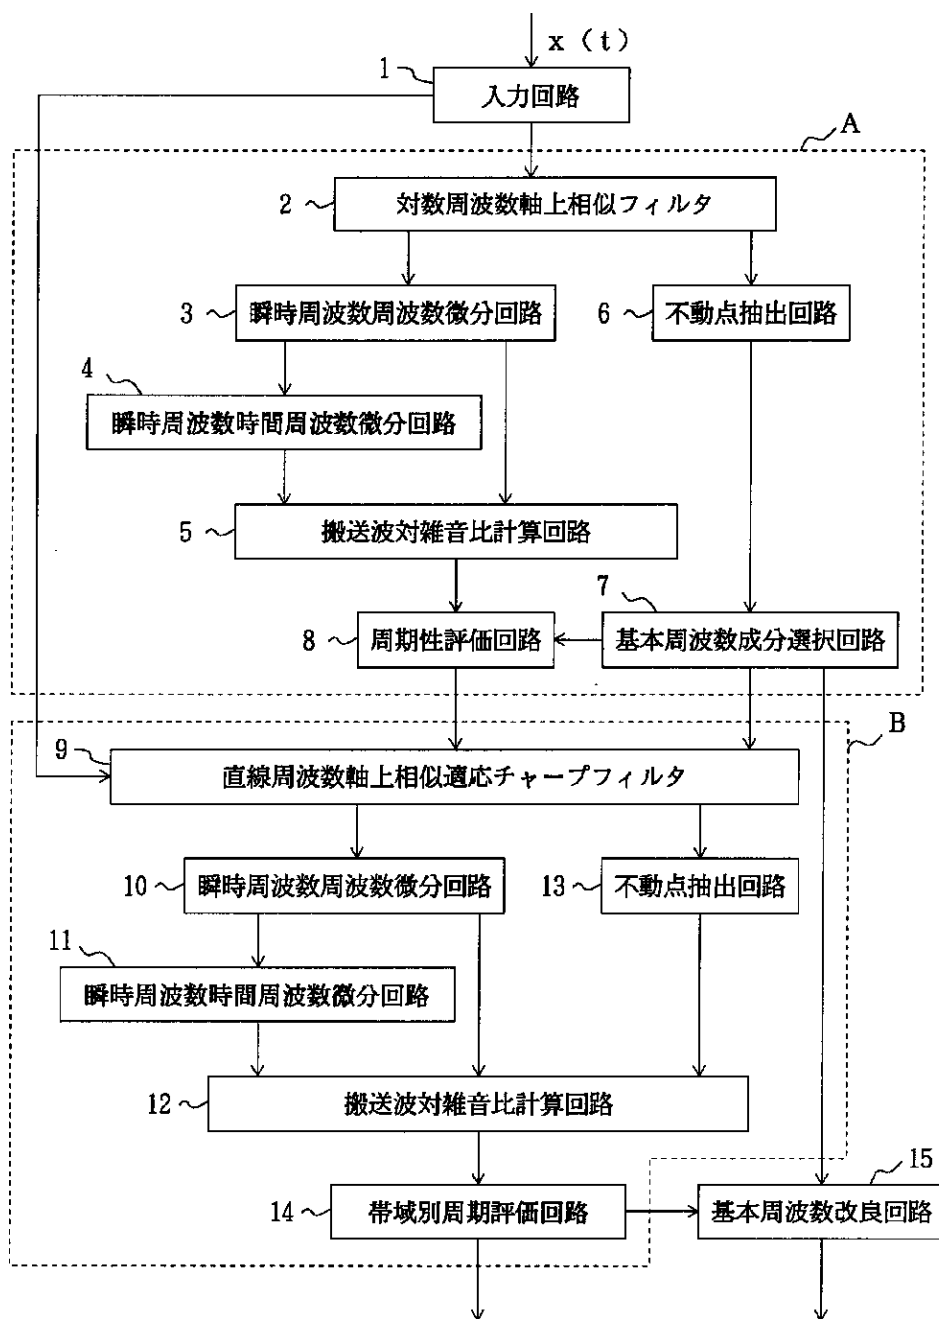 x（t）
1
入力回路
A
2
対数周波数軸上相似フィルタ
3
瞬時周波数周波数微分回路
6
不動点抽出回路
4
瞬時周波数時間周波数微分回路
5
搬送波対雑音比計算回路
7
8
周期性評価回路
基本周波数成分選択回路
B
9
直線周波数軸上相似適応チャープフィルタ
10
瞬時周波数周波数微分回路
13
不動点抽出回路
11
瞬時周波数時間周波数微分回路
12
搬送波対雑音比計算回路
15
14
帯域別周期評価回路
基本周波数改良回路